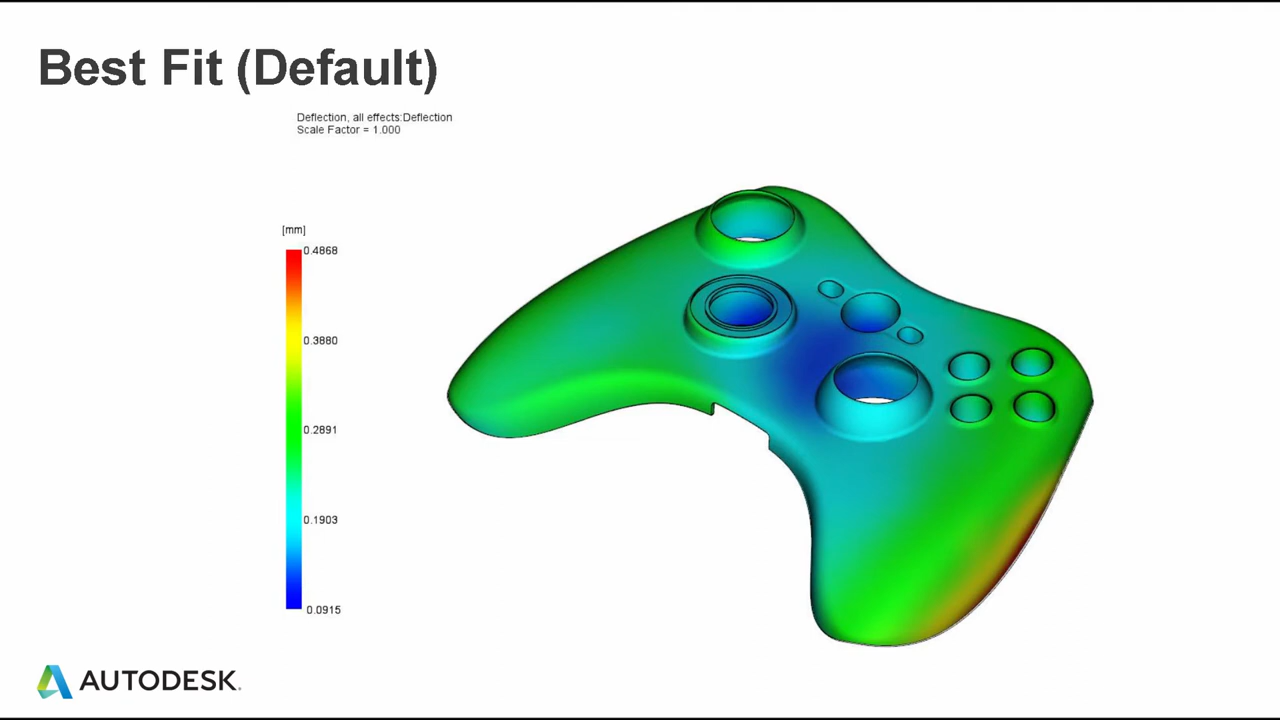 Best Fit (Default)
Deflection, all effects:Deflection
Scale Factor = 1.000
[mm]
0.4868
0.3880
0.2891
0.1903
0.0915
AUTODESK.